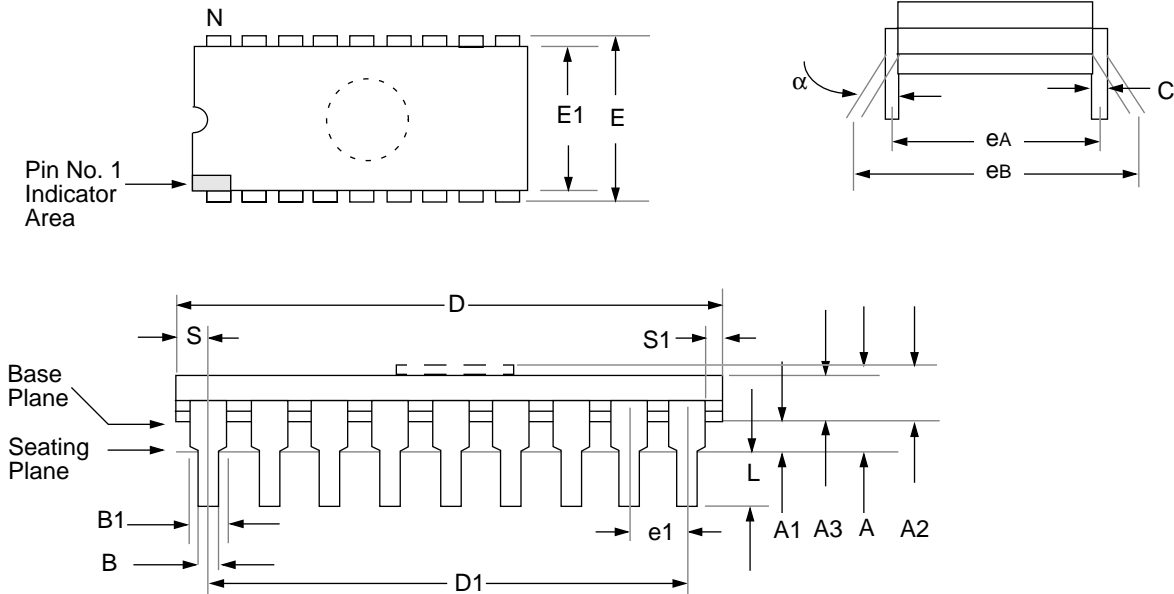 N
E1
E
Pin No. 1
Indicator
Area
α
C
eA
eB
D
S
S1
Base
Plane
Seating
Plane
L
B1
e1
A1
A3
A
A2
B
D1